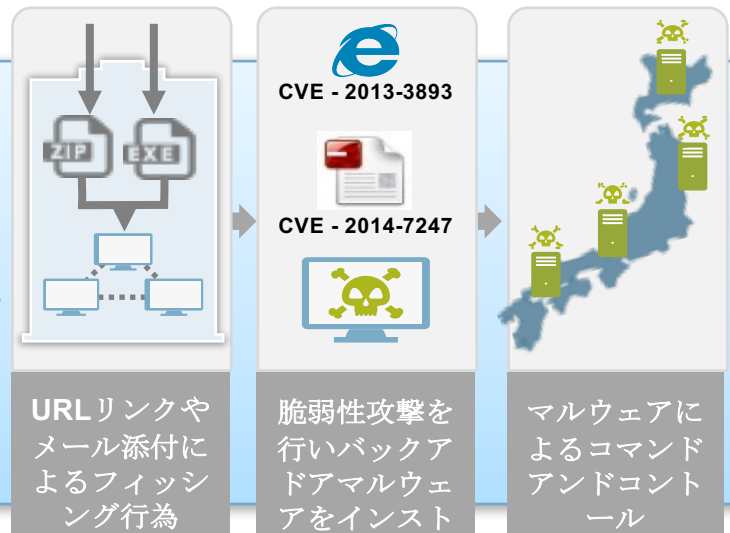 ZIP
EXE
URLリンクや
メール添付に
よるフィッシ
ング行為
CVE - 2013-3893
CVE - 2014-7247
脆弱性攻撃を
行いバックア
ドアマルウェ
アをインスト
マルウェアに
よるコマンド
アンドコント
ール